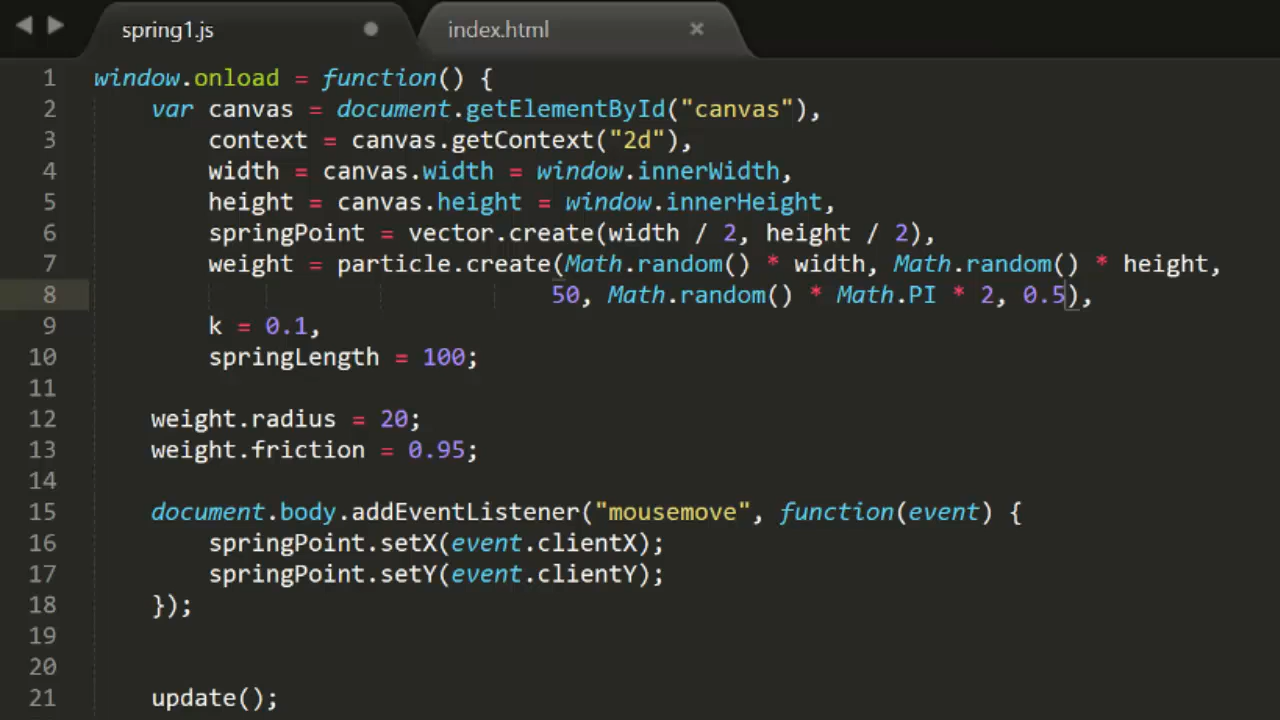 spring1.js
index.html
1 window.onload = function() {
2 var canvas = document.getElementById("canvas"),
3 context = canvas.getContext("2d"),
4 width = canvas.width = window.innerWidth,
5 height = canvas.height = window.innerHeight,
6 springPoint = vector.create(width / 2, height / 2),
7 weight = particle.create(Math.random() * width, Math.random() * height,
8 50, Math.random() * Math.PI * 2, 0.5),
9 k = 0.1,
10 springLength = 100;
11
12 weight.radius = 20;
13 weight.friction = 0.95;
14
15 document.body.addEventListener("mousemove", function(event) {
16 springPoint.setX(event.clientX);
17 springPoint.setY(event.clientY);
18 });
19
20
21 update();